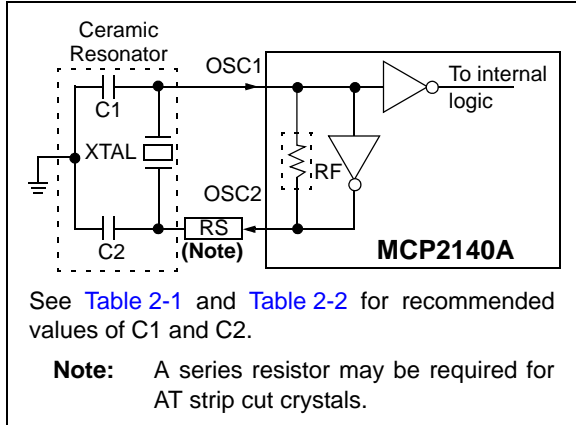 Ceramic
Resonator
OSC1
To internal
logic
C1
XTAL
RF
OSC2
RS
C2
(Note)
MCP2140A
See Table 2-1 and Table 2-2 for recommended
values of C1 and C2.
Note: A series resistor may be required for
AT strip cut crystals.